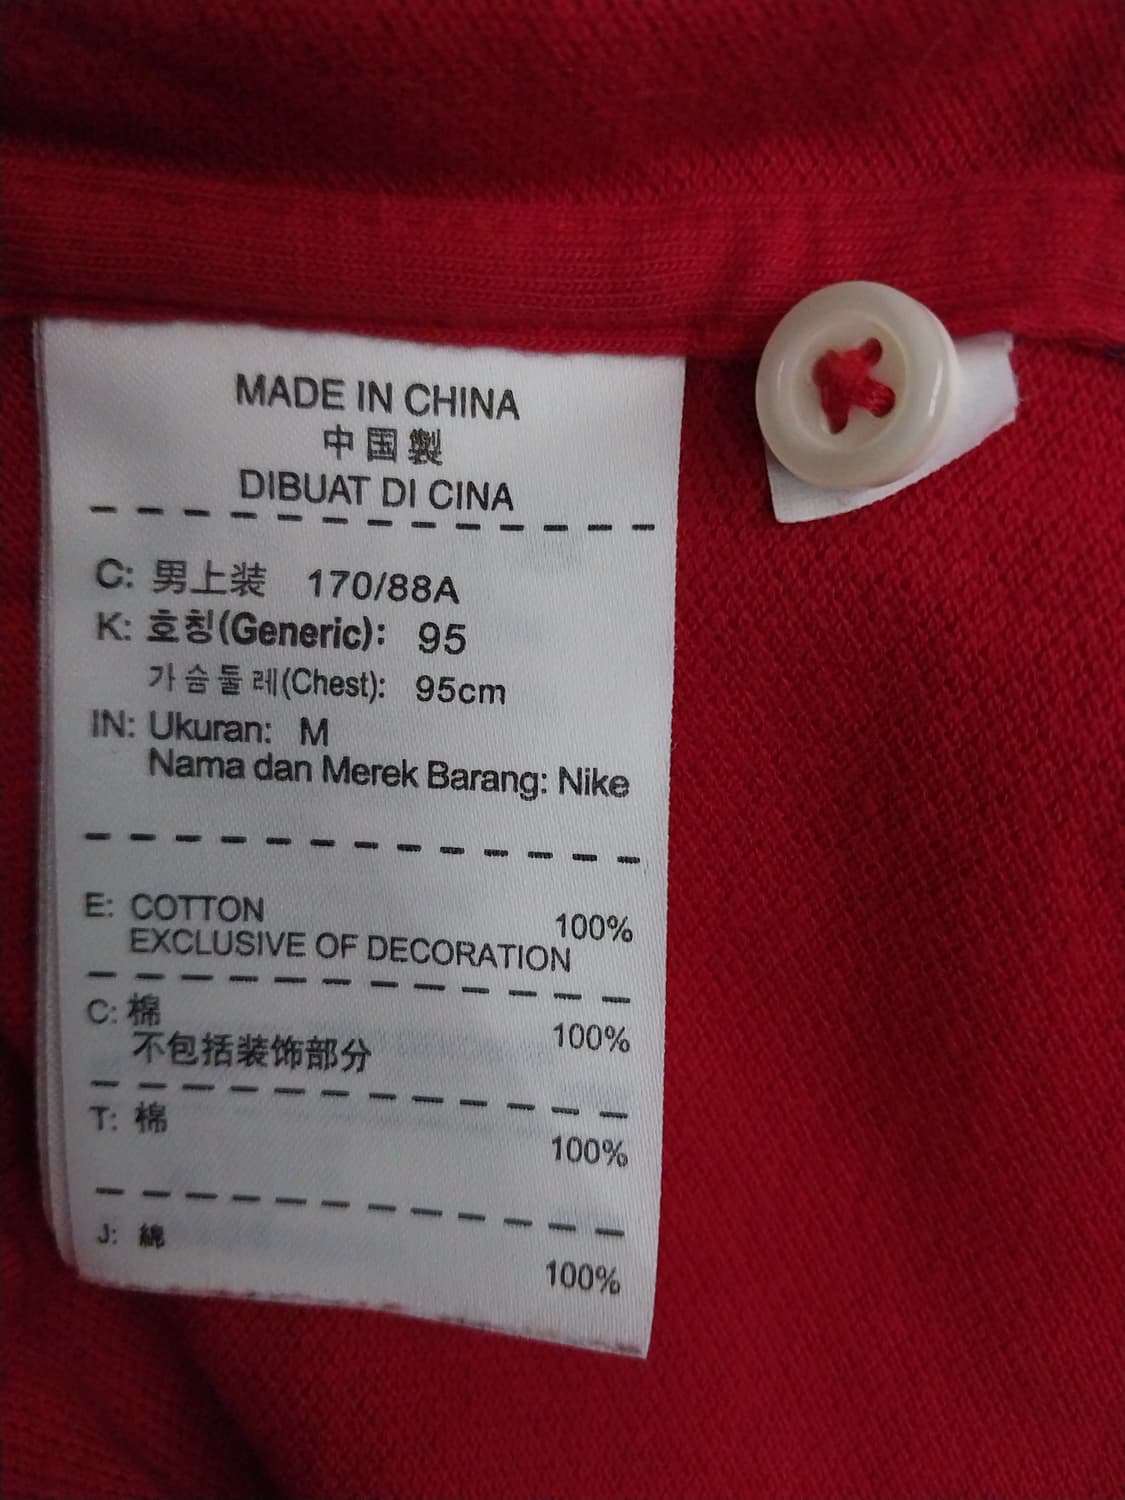 MADE IN CHINA
中国製
DIBUAT DI CINA
C: 男上装 170/88A
K: 호칭(Generic): 95
가슴둘레(Chest): 95cm
IN: Ukuran: M
Nama dan Merek Barang: Nike
E: COTTON 100%
EXCLUSIVE OF DECORATION
C: 棉 100%
不包括装饰部分
T: 棉 100%
J: 綿 100%